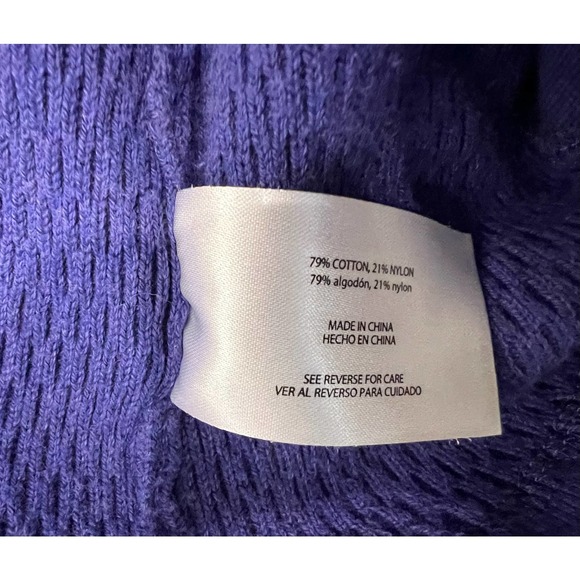 79% COTTON, 21% NYLON
79% algodón, 21% nylon
MADE IN CHINA
HECHO EN CHINA
SEE REVERSE FOR CARE
VER AL REVERSO PARA CUIDADO